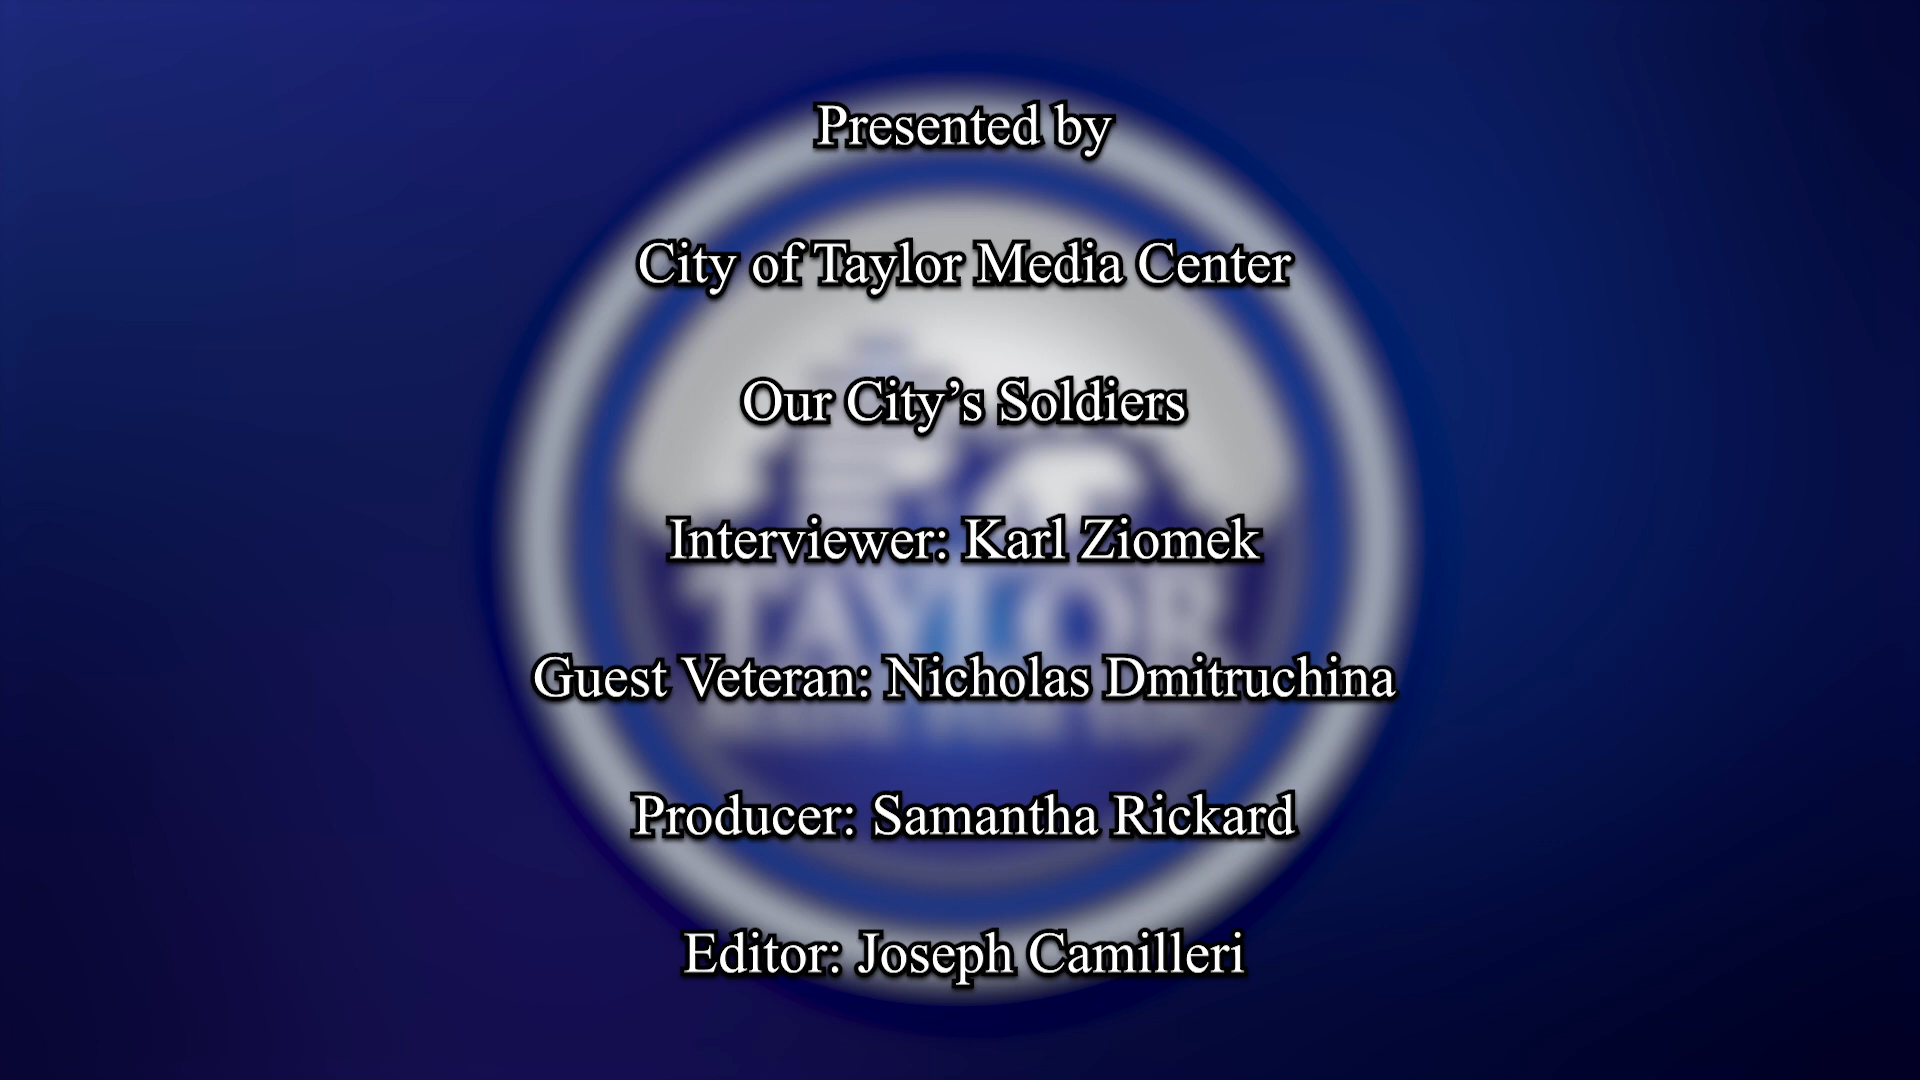 Presented by
City of Taylor Media Center
Our City’s Soldiers
Interviewer: Karl Ziomek
TAYLOR
Guest Veteran: Nicholas Dmitruchina
Producer: Samantha Rickard
Editor: Joseph Camilleri